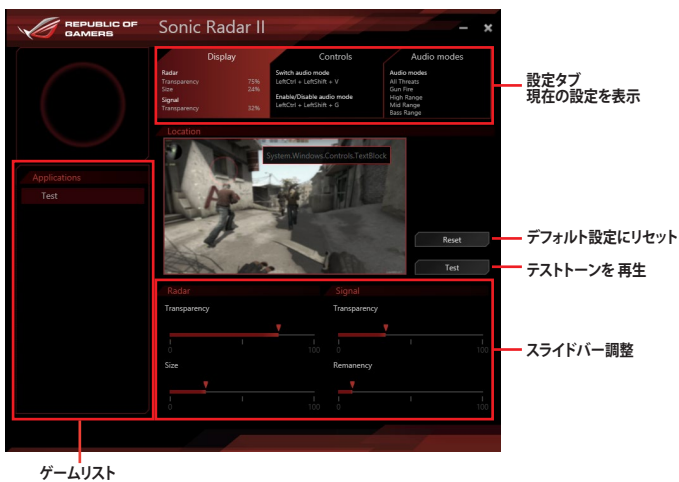 REPUBLIC OF
GAMERS
Sonic Radar II
Display
Controls
Audio modes
Radar
Transparency 75%
Size 24%
Signal
Transparency 32%
Switch audio mode
LeftCtrl + LeftShift + V
Enable/Disable audio mode
LeftCtrl + LeftShift + G
Audio modes
All Threats
Gun Fire
High Range
Mid Range
Bass Range
設定タブ
現在の設定を表示
Location
System.Windows.Controls.TextBlock
Applications
Test
Reset
デフォルト設定にリセット
Test
テストトーンを 再生
Radar
Signal
Transparency
Transparency
0 100
0 100
スライドバー調整
Size
Remanency
0 100
0 100
ゲームリスト